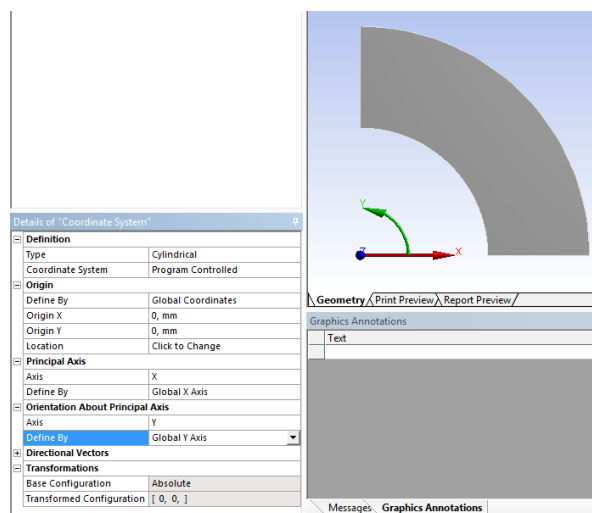 Details of "Coordinate System"
Definition
Type Cylindrical
Coordinate System Program Controlled
Origin
Define By Global Coordinates
Origin X 0, mm
Origin Y 0, mm
Location Click to Change
Principal Axis
Axis X
Define By Global X Axis
Orientation About Principal Axis
Axis Y
Define By Global Y Axis
Directional Vectors
Transformations
Base Configuration Absolute
Transformed Configuration [ 0, 0, ]
Y
Z X
Geometry Print Preview Report Preview
Graphics Annotations
Text
Messages Graphics Annotations